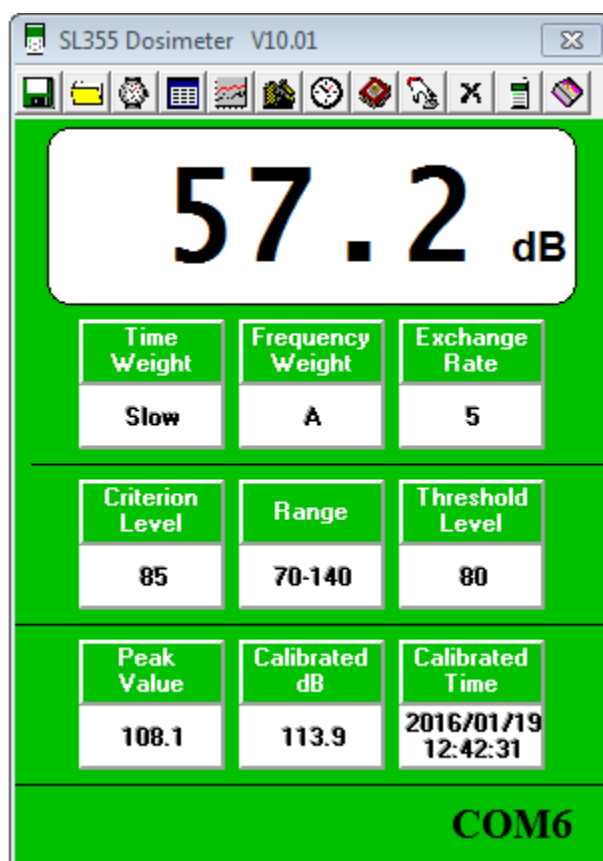 SL355 Dosimeter V10.01
57.2 dB
Time Weight
Frequency Weight
Exchange Rate
Slow
A
5
Criterion Level
Range
Threshold Level
85
70-140
80
Peak Value
Calibrated dB
Calibrated Time
108.1
113.9
2016/01/19
12:42:31
COM6